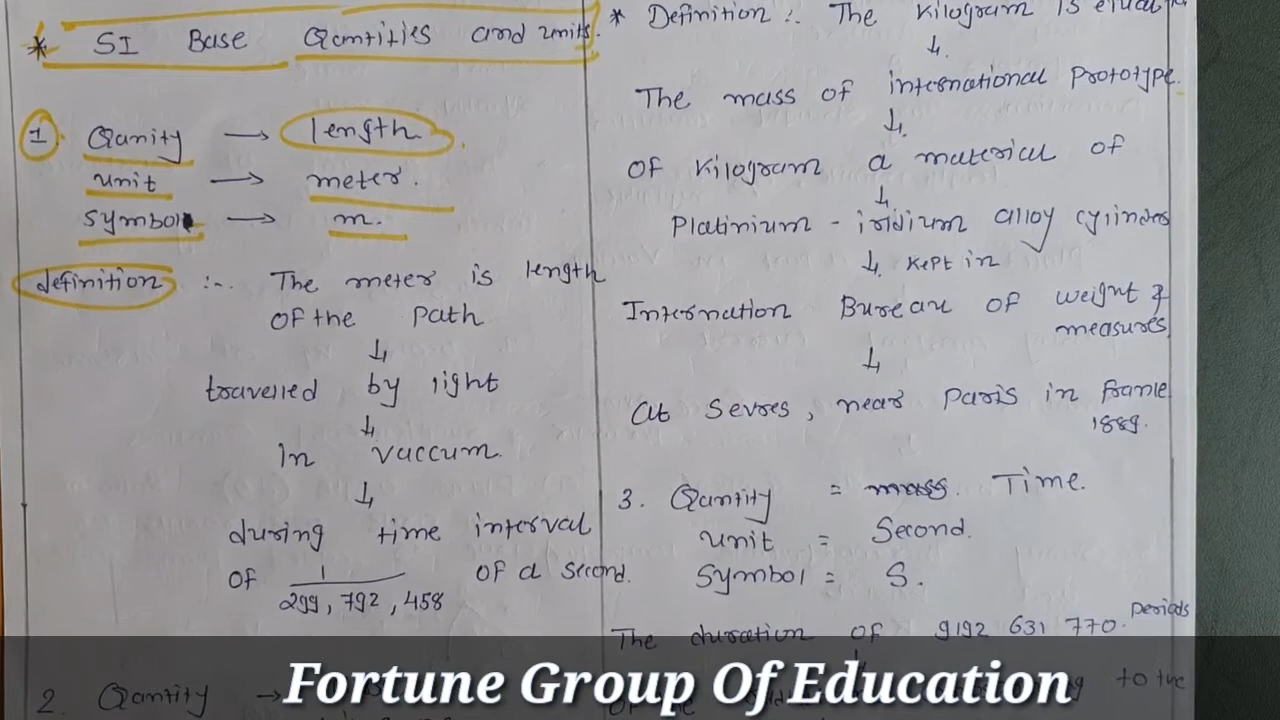 * SI Base Qantities and units.
1. Qanity → length.
unit → meter.
Symbol → m.
definition :-. The meter is length
of the path
↓
travelled by light
↓
in vaccum.
↓
during time interval
of 1/299,792,458 of a second.
2. Qantity →
* Definition :. The kilogram is
↓
The mass of international prototype.
↓
of kilogram a material of
↓
Platinium - iridium alloy cylinder
↓ kept in
Internation Bureau of weight &
measures
↓
at Sevres, near Paris in France
1889.
3. Qantity = mass. Time.
unit = Second.
Symbol = S.
The duration of 9192 631 770. periods
to the
Fortune Group Of Education